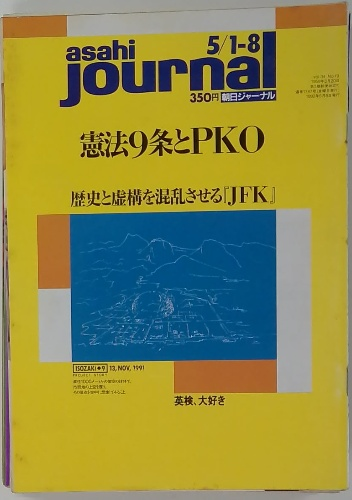 asahi
journal
5/1-8
350円 朝日ジャーナル
憲法9条とPKO
歴史と虚構を混乱させる『JFK』
ISOZAKI 9 13, NOV, 1991
英検、大好き